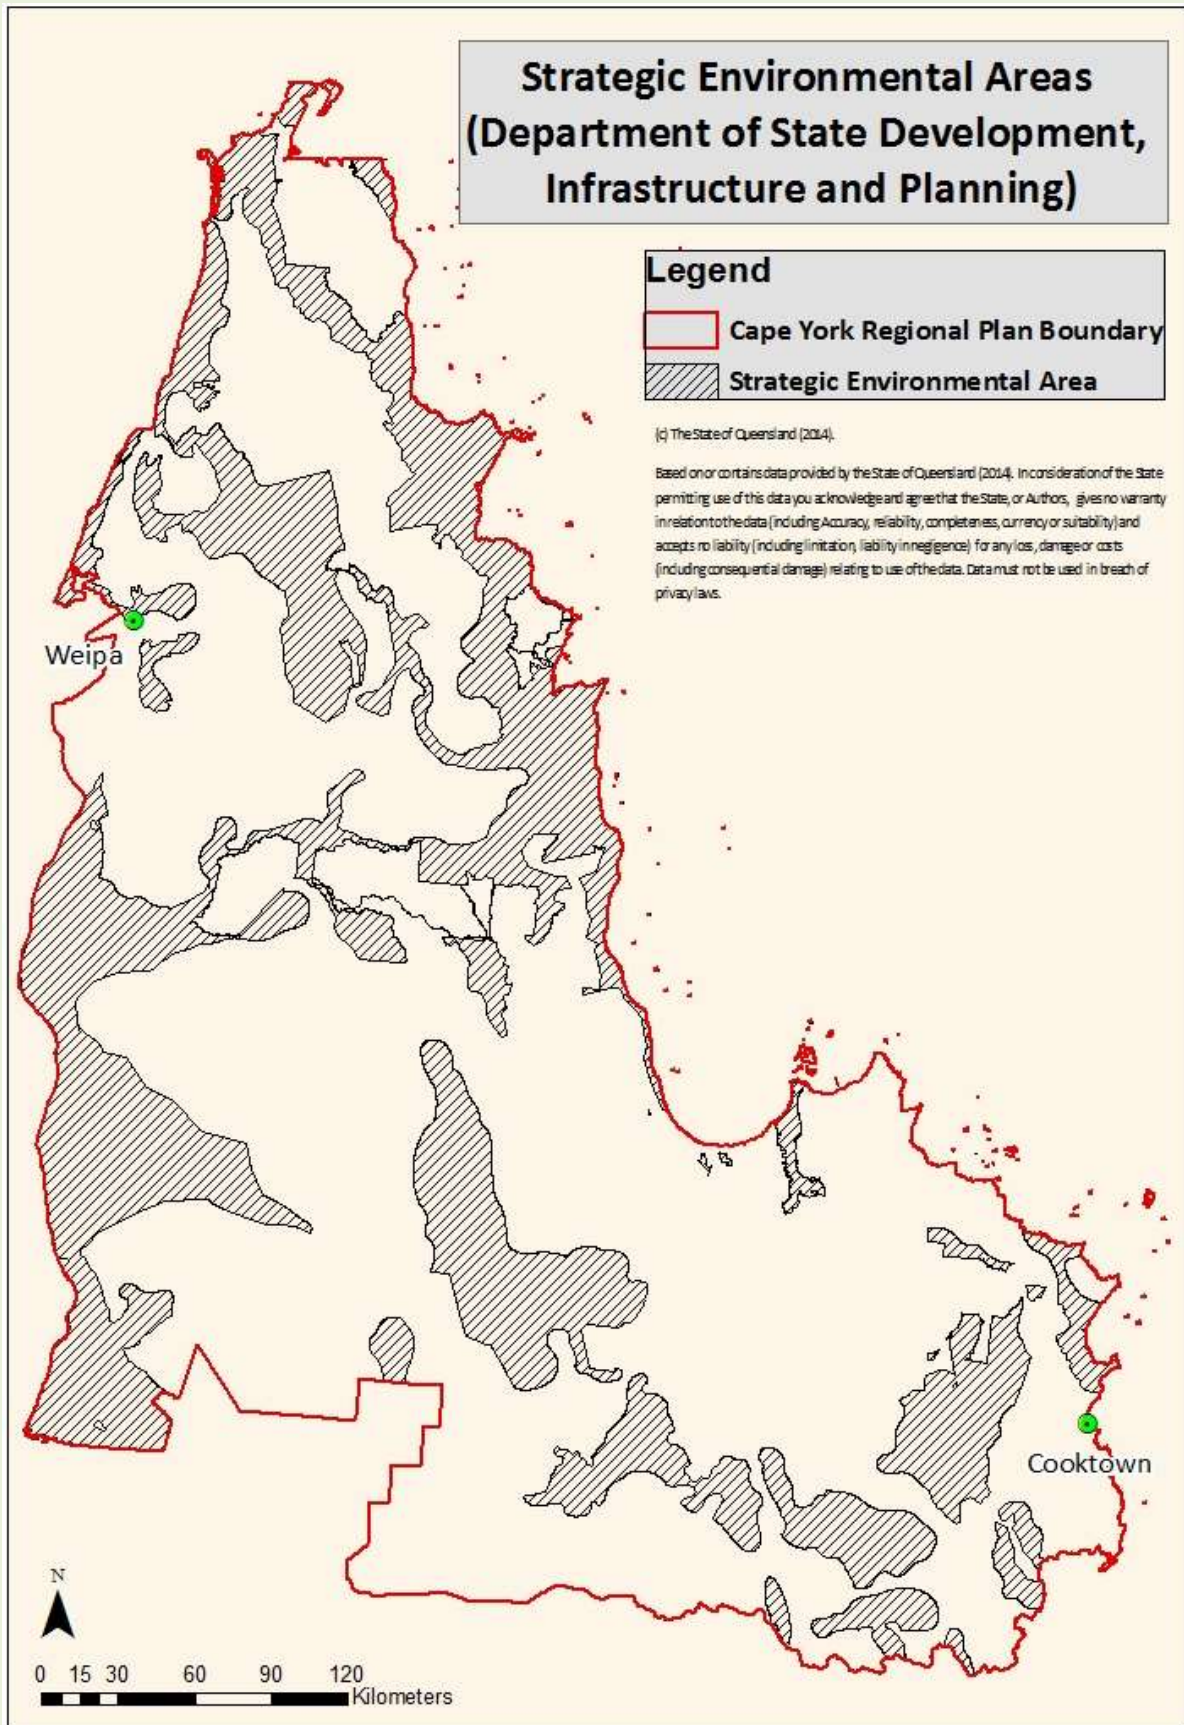 Strategic Environmental Areas
(Department of State Development,
Infrastructure and Planning)
Legend
Cape York Regional Plan Boundary
Strategic Environmental Area
(c) The State of Queensland (2014).
Based on or contains data provided by the State of Queensland (2014). In consideration of the State
permitting use of this data you acknowledge and agree that the State, or Authors, gives no warranty
in relation to the data (including Accuracy, reliability, completeness, currency or suitability) and
accepts no liability (including limitation, liability in negligence) for any loss, damage or costs
(including consequential damage) relating to use of the data. Data must not be used in breach of
privacy laws.
Weipa
Cooktown
N
0 15 30 60 90 120
Kilometers